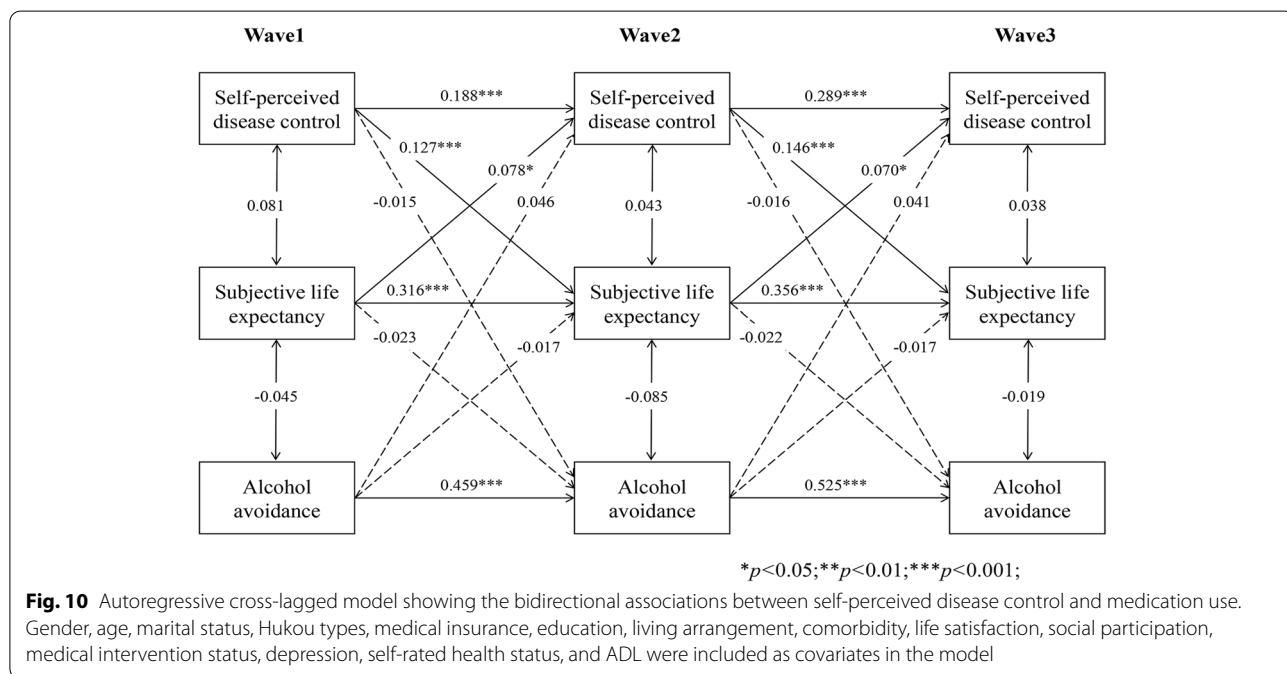 Wave1 Wave2 Wave3
Self-perceived
disease control
0.188***
Self-perceived
disease control
0.289***
Self-perceived
disease control
0.127***
0.078*
0.146***
0.070*
0.081
-0.015
0.046
0.043
-0.016
0.041
0.038
Subjective life
expectancy
0.316***
Subjective life
expectancy
0.356***
Subjective life
expectancy
-0.023
-0.017
-0.022
-0.017
-0.045
-0.085
-0.019
Alcohol
avoidance
0.459***
Alcohol
avoidance
0.525***
Alcohol
avoidance
*p<0.05;**p<0.01;***p<0.001;
Fig. 10 Autoregressive cross-lagged model showing the bidirectional associations between self-perceived disease control and medication use.
Gender, age, marital status, Hukou types, medical insurance, education, living arrangement, comorbidity, life satisfaction, social participation,
medical intervention status, depression, self-rated health status, and ADL were included as covariates in the model